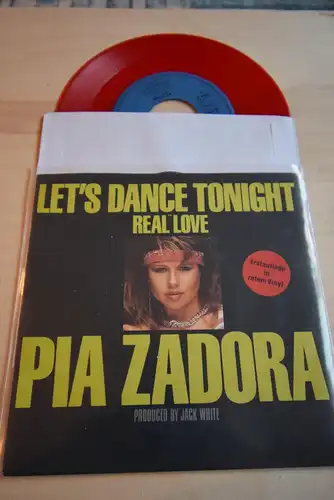 LET'S DANCE TONIGHT
REAL LOVE
Erstauflage
in
rotem Vinyl
PIA ZADORA
PRODUCED BY JACK WHITE